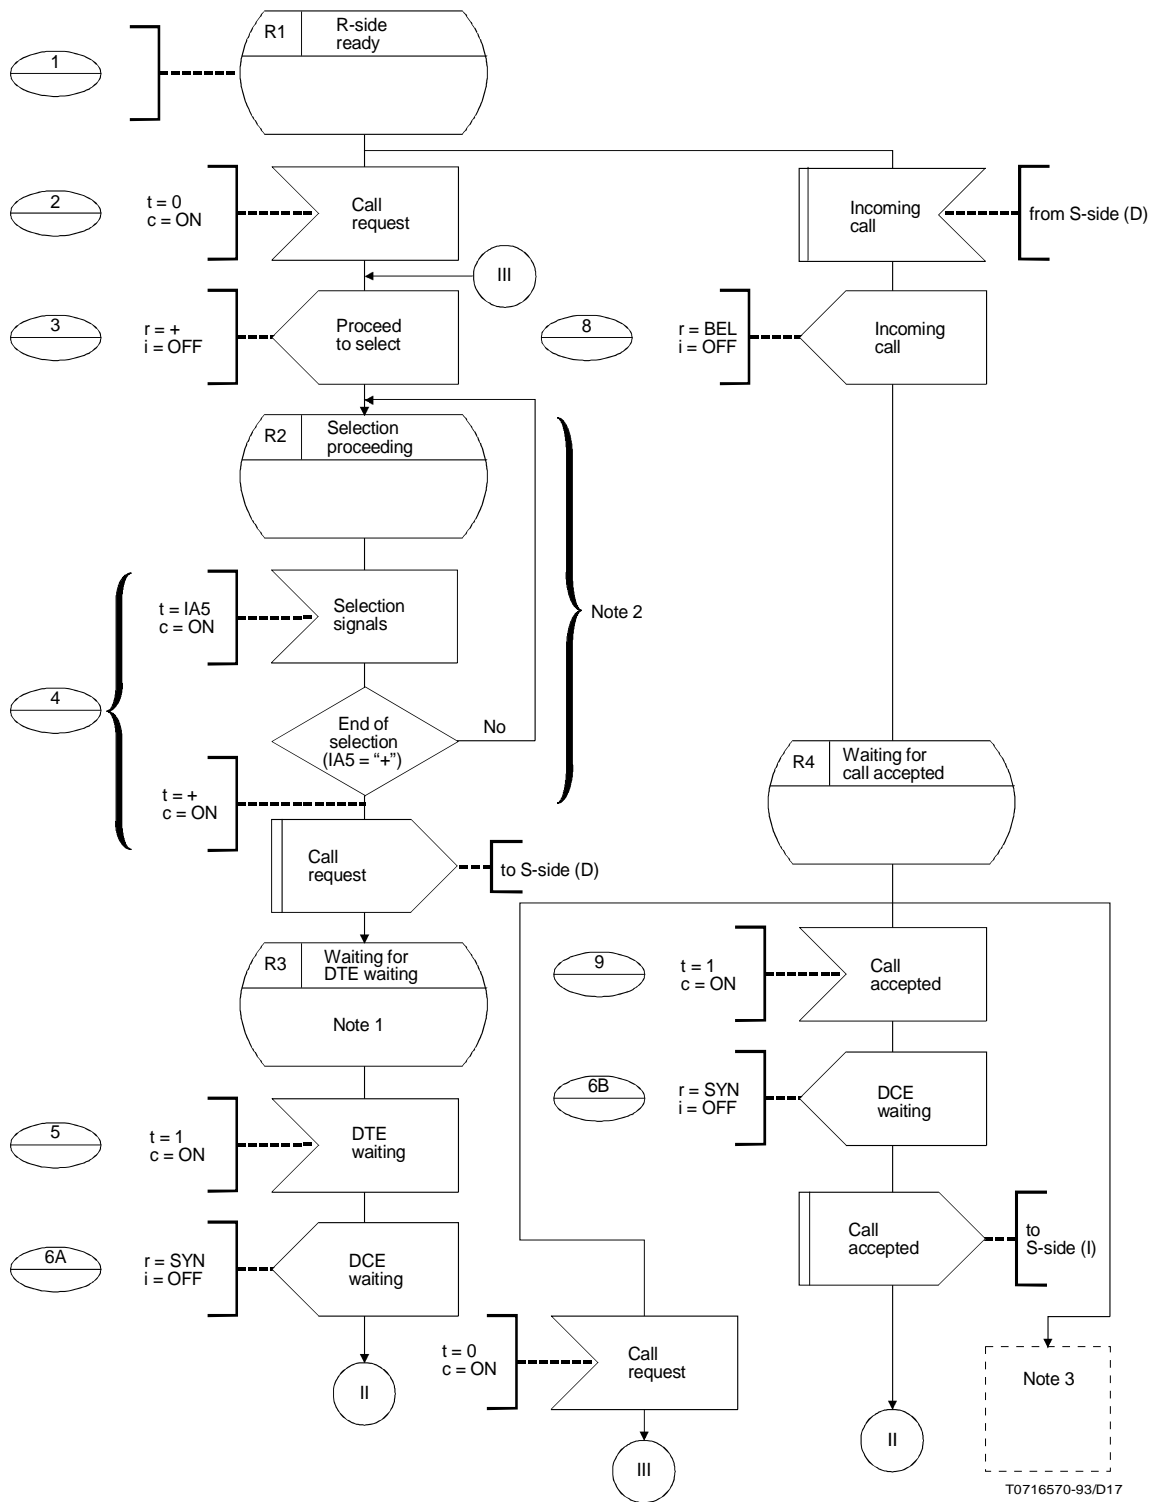 R1
R-side
ready
1
2
t = 0
c = ON
Call
request
Incoming
call
from S-side (D)
III
3
r = +
i = OFF
Proceed
to select
8
r = BEL
i = OFF
Incoming
call
R2
Selection
proceeding
t = IA5
c = ON
Selection
signals
Note 2
4
End of
selection
(IA5 = “+”)
No
t = +
c = ON
R4
Waiting for
call accepted
Call
request
to S-side (D)
R3
Waiting for
DTE waiting
Note 1
9
t = 1
c = ON
Call
accepted
6B
r = SYN
i = OFF
DCE
waiting
5
t = 1
c = ON
DTE
waiting
Call
accepted
to
S-side (I)
6A
r = SYN
i = OFF
DCE
waiting
t = 0
c = ON
Call
request
Note 3
II
II
III
T0716570-93/D17